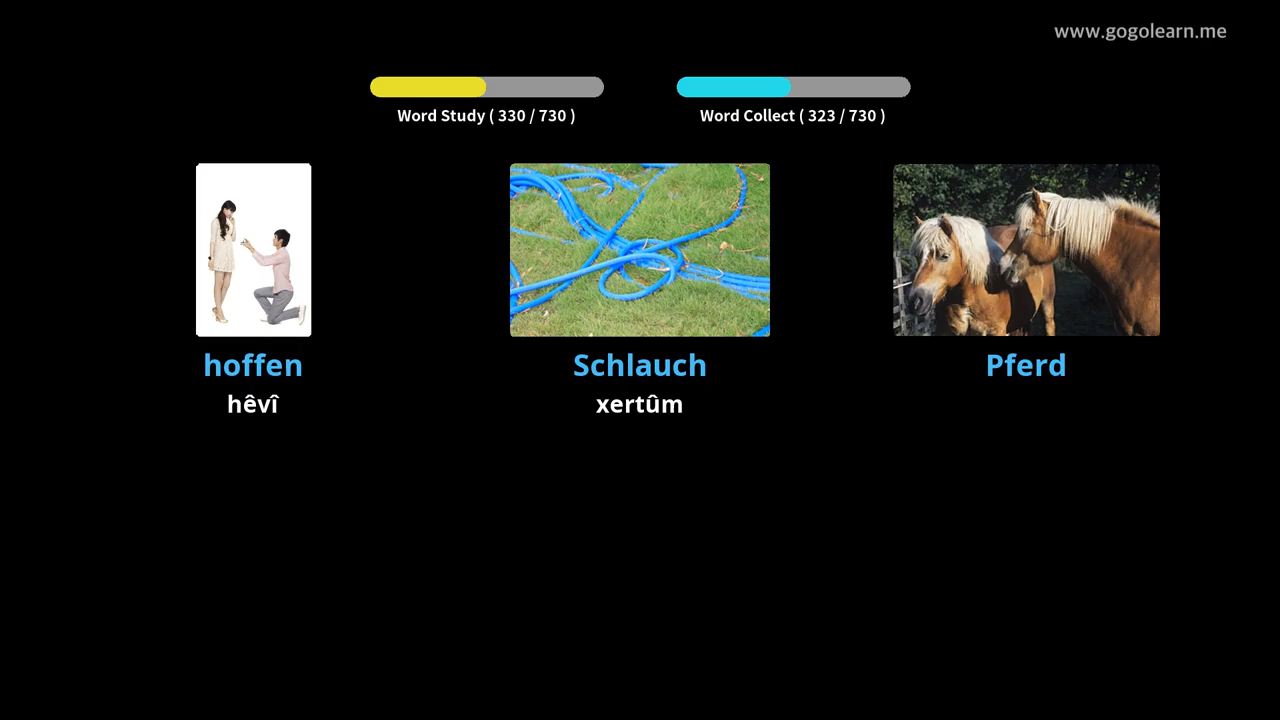 www.gogolearn.me
Word Study ( 330 / 730 )
Word Collect ( 323 / 730 )
hoffen
Schlauch
Pferd
hêvî
xertûm